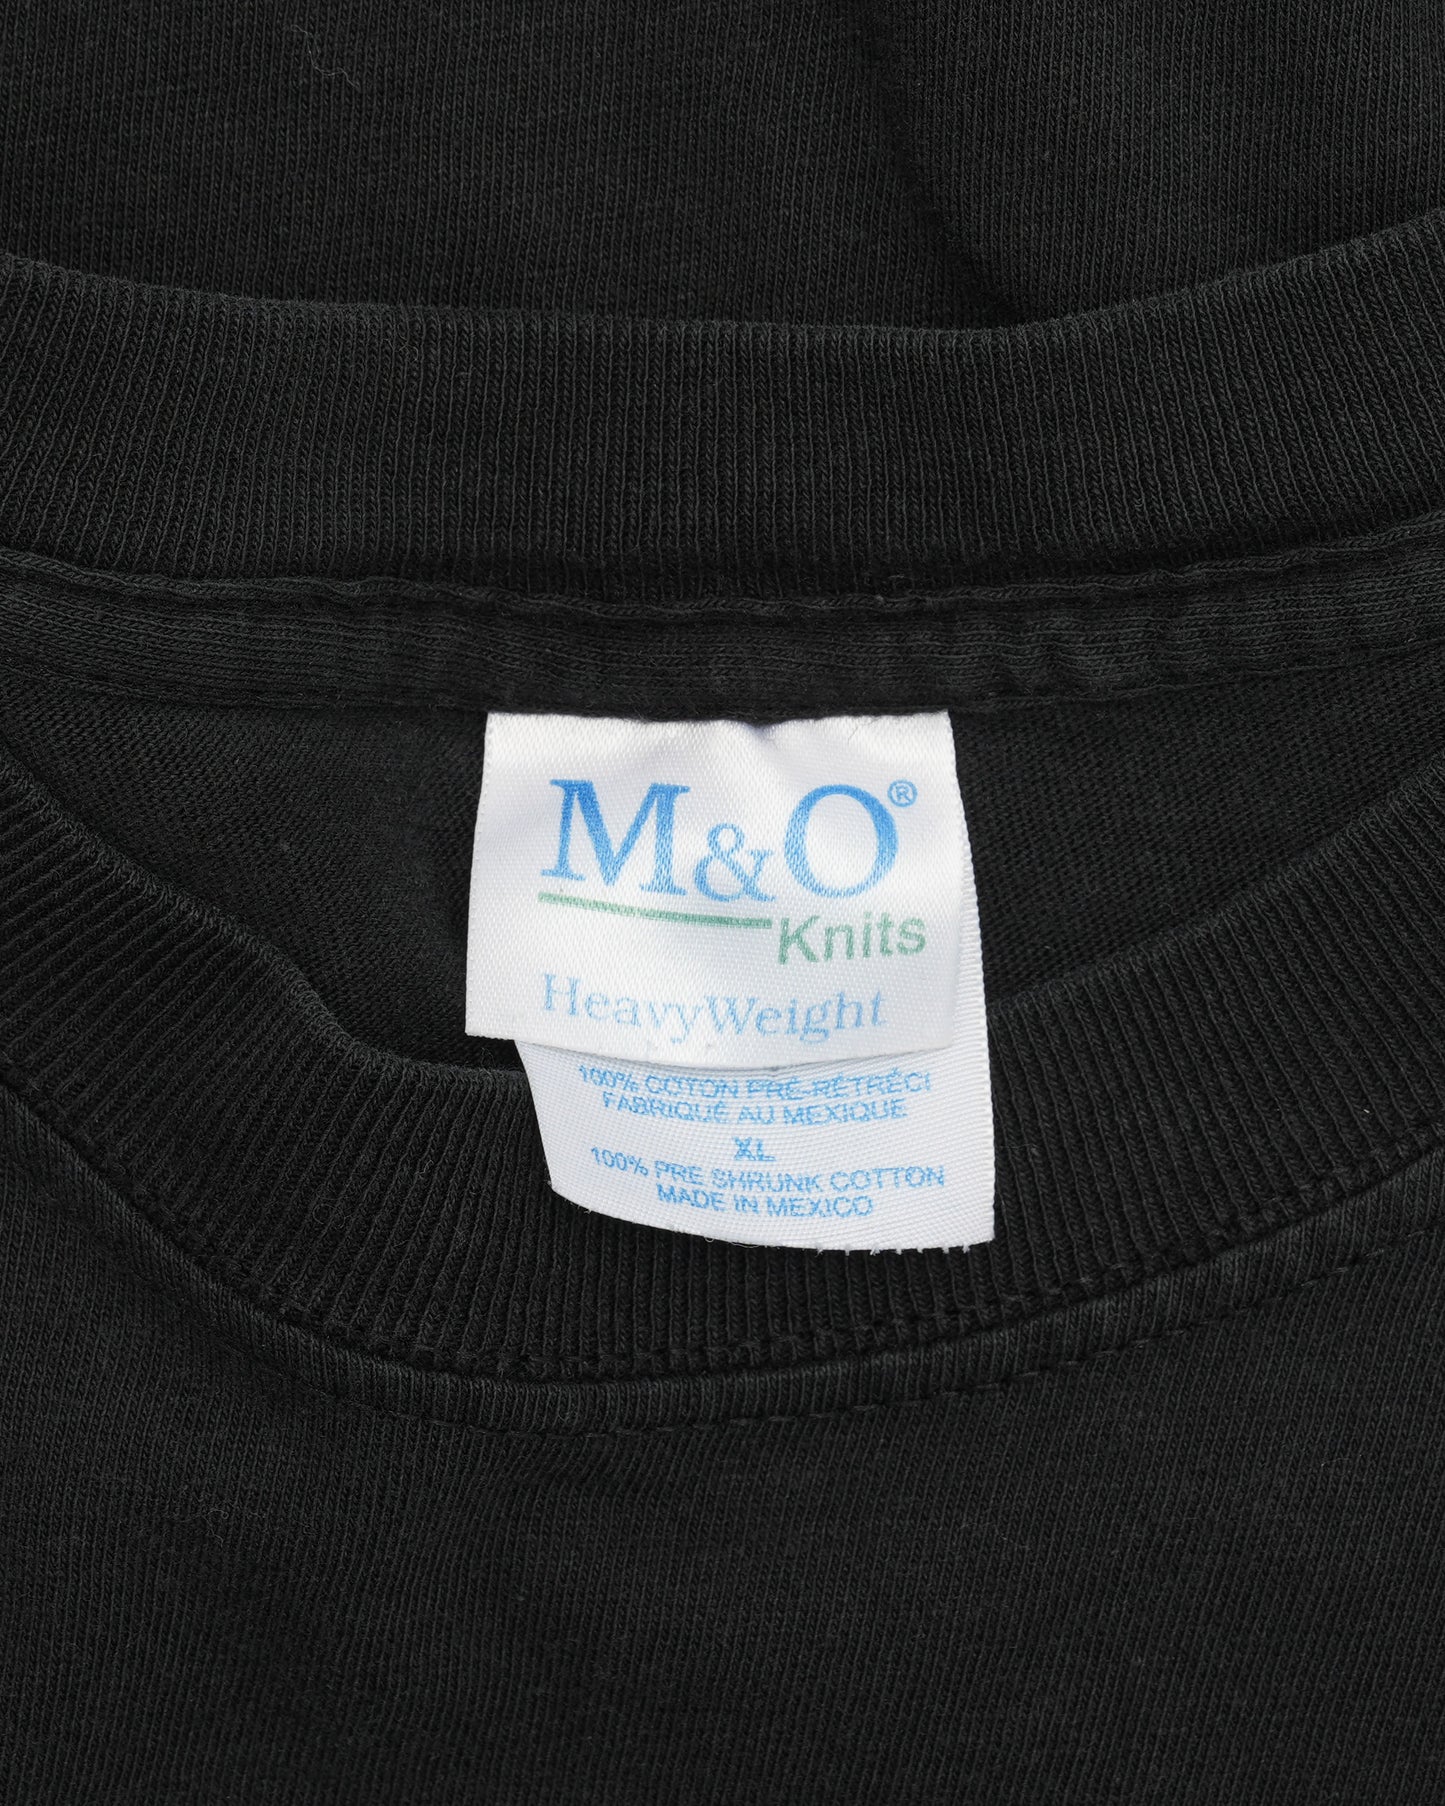 M&O®
Knits
HeavyWeight
100% COTON PRÉ-RÉTRÉCI
FABRIQUÉ AU MEXIQUE
XL
100% PRE SHRUNK COTTON
MADE IN MEXICO